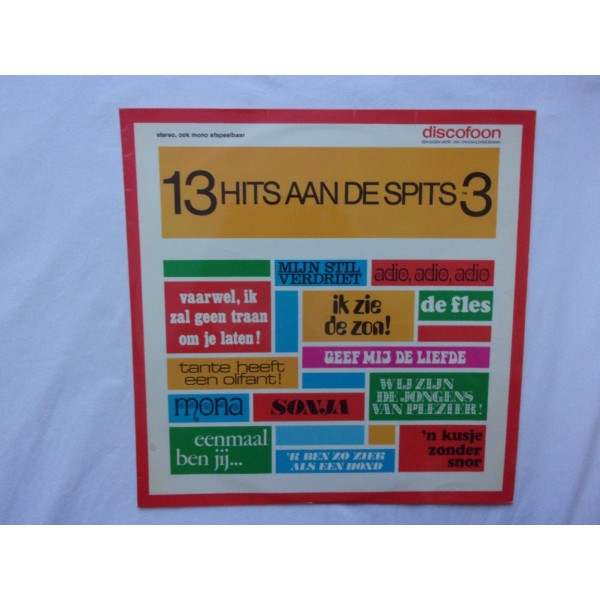 stereo, ook mono afspeelbaar
discofoon
13 HITS AAN DE SPITS 3
MIJN STIL
VERDRIET
adio, adio, adio
vaarwel, ik
zal geen traan
om je laten!
ik zie
de zon!
de fles
GEEF MIJ DE LIEFDE
tante heeft
een olifant!
WIJ ZIJN
DE JONGENS
VAN PLEZIER!
mona
SONJA
eenmaal
ben jij...
'K BEN ZO ZIEK
ALS EEN HOND
'n kusje
zonder
snor